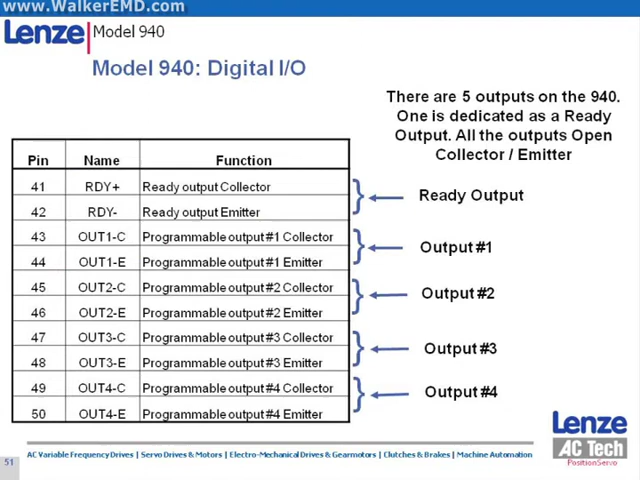 www.WalkerEMD.com
Lenze Model 940
Model 940: Digital I/O
There are 5 outputs on the 940.
One is dedicated as a Ready
Output. All the outputs Open
Collector / Emitter
Pin Name Function
41 RDY+ Ready output Collector
42 RDY- Ready output Emitter
Ready Output
43 OUT1-C Programmable output #1 Collector
44 OUT1-E Programmable output #1 Emitter
Output #1
45 OUT2-C Programmable output #2 Collector
46 OUT2-E Programmable output #2 Emitter
Output #2
47 OUT3-C Programmable output #3 Collector
48 OUT3-E Programmable output #3 Emitter
Output #3
49 OUT4-C Programmable output #4 Collector
50 OUT4-E Programmable output #4 Emitter
Output #4
Lenze
AC Tech
PositionServo
51 AC Variable Frequency Drives | Servo Drives & Motors | Electro-Mechanical Drives & Gearmotors | Clutches & Brakes | Machine Automation